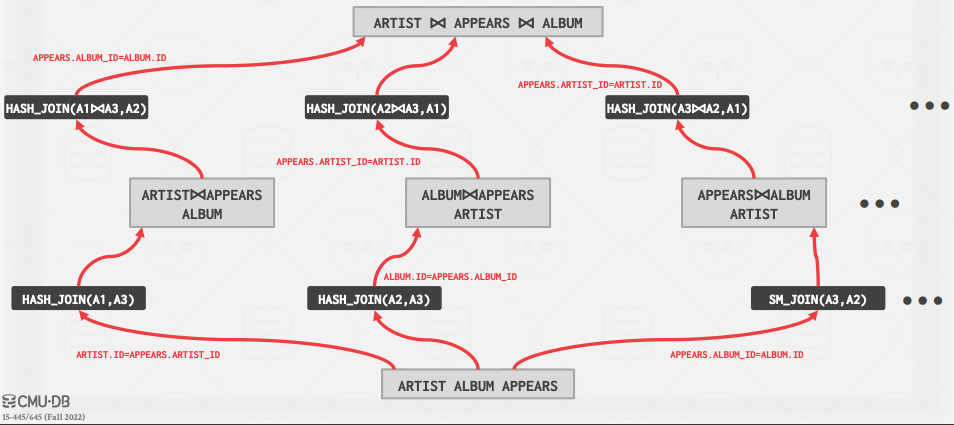 ARTIST ⋈ APPEARS ⋈ ALBUM
APPEARS.ALBUM_ID=ALBUM.ID
APPEARS.ARTIST_ID=ARTIST.ID
HASH_JOIN(A1⋈A3,A2)
HASH_JOIN(A2⋈A3,A1)
HASH_JOIN(A3⋈A2,A1)
•••
APPEARS.ARTIST_ID=ARTIST.ID
ARTIST⋈APPEARS
ALBUM
ALBUM⋈APPEARS
ARTIST
APPEARS⋈ALBUM
ARTIST
•••
ALBUM.ID=APPEARS.ALBUM_ID
HASH_JOIN(A1,A3)
HASH_JOIN(A2,A3)
SM_JOIN(A3,A2)
•••
ARTIST.ID=APPEARS.ARTIST_ID
APPEARS.ALBUM_ID=ALBUM.ID
ARTIST ALBUM APPEARS
CMU·DB
15-445/645 (Fall 2022)